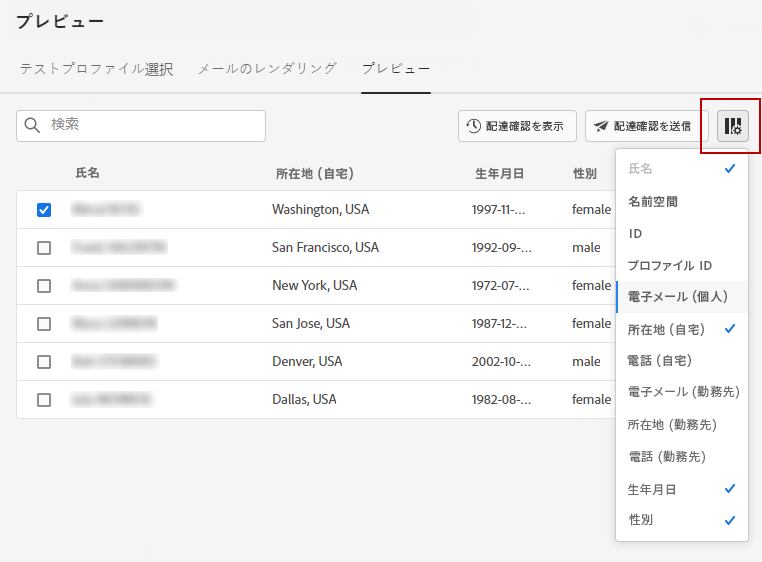 プレビュー
テストプロファイル選択 メールのレンダリング プレビュー
検索 配達確認を表示 配達確認を送信
氏名 所在地 (自宅) 生年月日 性別
Washington, USA 1997-11-... female
San Francisco, USA 1992-09-... male
New York, USA 1972-07-... female
San Jose, USA 1987-12-... female
Denver, USA 2002-10-... male
Dallas, USA 1982-08-... female
氏名
名前空間
ID
プロファイル ID
電子メール (個人)
所在地 (自宅)
電話 (自宅)
電子メール (勤務先)
所在地 (勤務先)
電話 (勤務先)
生年月日
性別